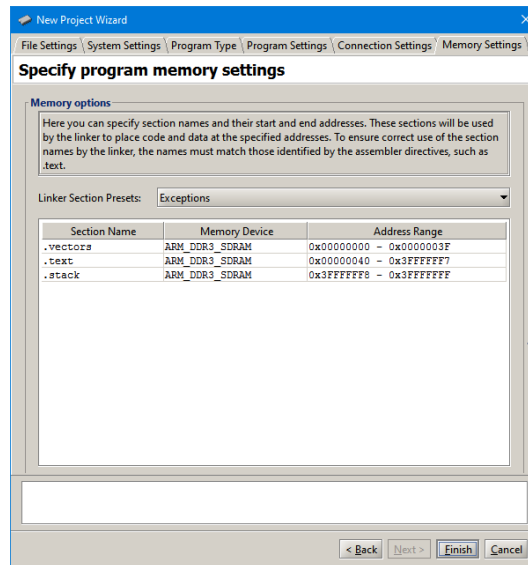 New Project Wizard
File Settings System Settings Program Type Program Settings Connection Settings Memory Settings
Specify program memory settings
Memory options
Here you can specify section names and their start and end addresses. These sections will be used
by the linker to place code and data at the specified addresses. To ensure correct use of the section
names by the linker, the names must match those identified by the assembler directives, such as
.text.
Linker Section Presets: Exceptions
Section Name Memory Device Address Range
.vectors ARM_DDR3_SDRAM 0x00000000 - 0x0000003F
.text ARM_DDR3_SDRAM 0x00000040 - 0x3FFFFFF7
.stack ARM_DDR3_SDRAM 0x3FFFFFF8 - 0x3FFFFFFF
< Back Next > Finish Cancel